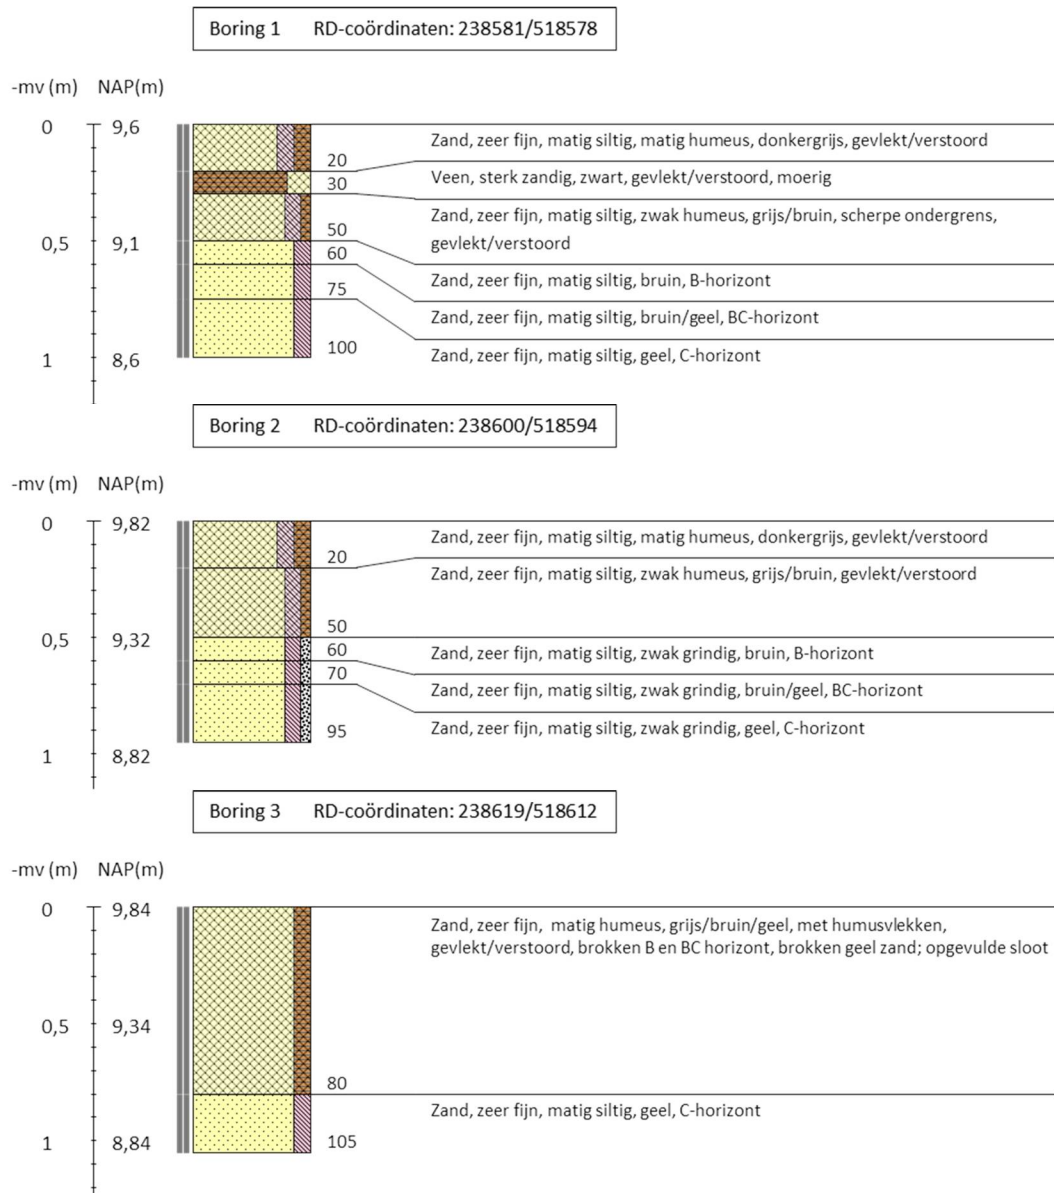 Boring 1 RD-coördinaten: 238581/518578
-mv (m) NAP(m)
0 9,6
Zand, zeer fijn, matig siltig, matig humeus, donkergrijs, gevlekt/verstoord
20
Veen, sterk zandig, zwart, gevlekt/verstoord, moerig
30
Zand, zeer fijn, matig siltig, zwak humeus, grijs/bruin, scherpe ondergrens,
gevlekt/verstoord
50
0,5 9,1
60
Zand, zeer fijn, matig siltig, bruin, B-horizont
75
Zand, zeer fijn, matig siltig, bruin/geel, BC-horizont
100
Zand, zeer fijn, matig siltig, geel, C-horizont
1 8,6
Boring 2 RD-coördinaten: 238600/518594
-mv (m) NAP(m)
0 9,82
Zand, zeer fijn, matig siltig, matig humeus, donkergrijs, gevlekt/verstoord
20
Zand, zeer fijn, matig siltig, zwak humeus, grijs/bruin, gevlekt/verstoord
50
0,5 9,32
60
Zand, zeer fijn, matig siltig, zwak grindig, bruin, B-horizont
70
Zand, zeer fijn, matig siltig, zwak grindig, bruin/geel, BC-horizont
95
Zand, zeer fijn, matig siltig, zwak grindig, geel, C-horizont
1 8,82
Boring 3 RD-coördinaten: 238619/518612
-mv (m) NAP(m)
0 9,84
Zand, zeer fijn, matig humeus, grijs/bruin/geel, met humusvlekken,
gevlekt/verstoord, brokken B en BC horizont, brokken geel zand; opgevulde sloot
0,5 9,34
80
Zand, zeer fijn, matig siltig, geel, C-horizont
1 8,84
105